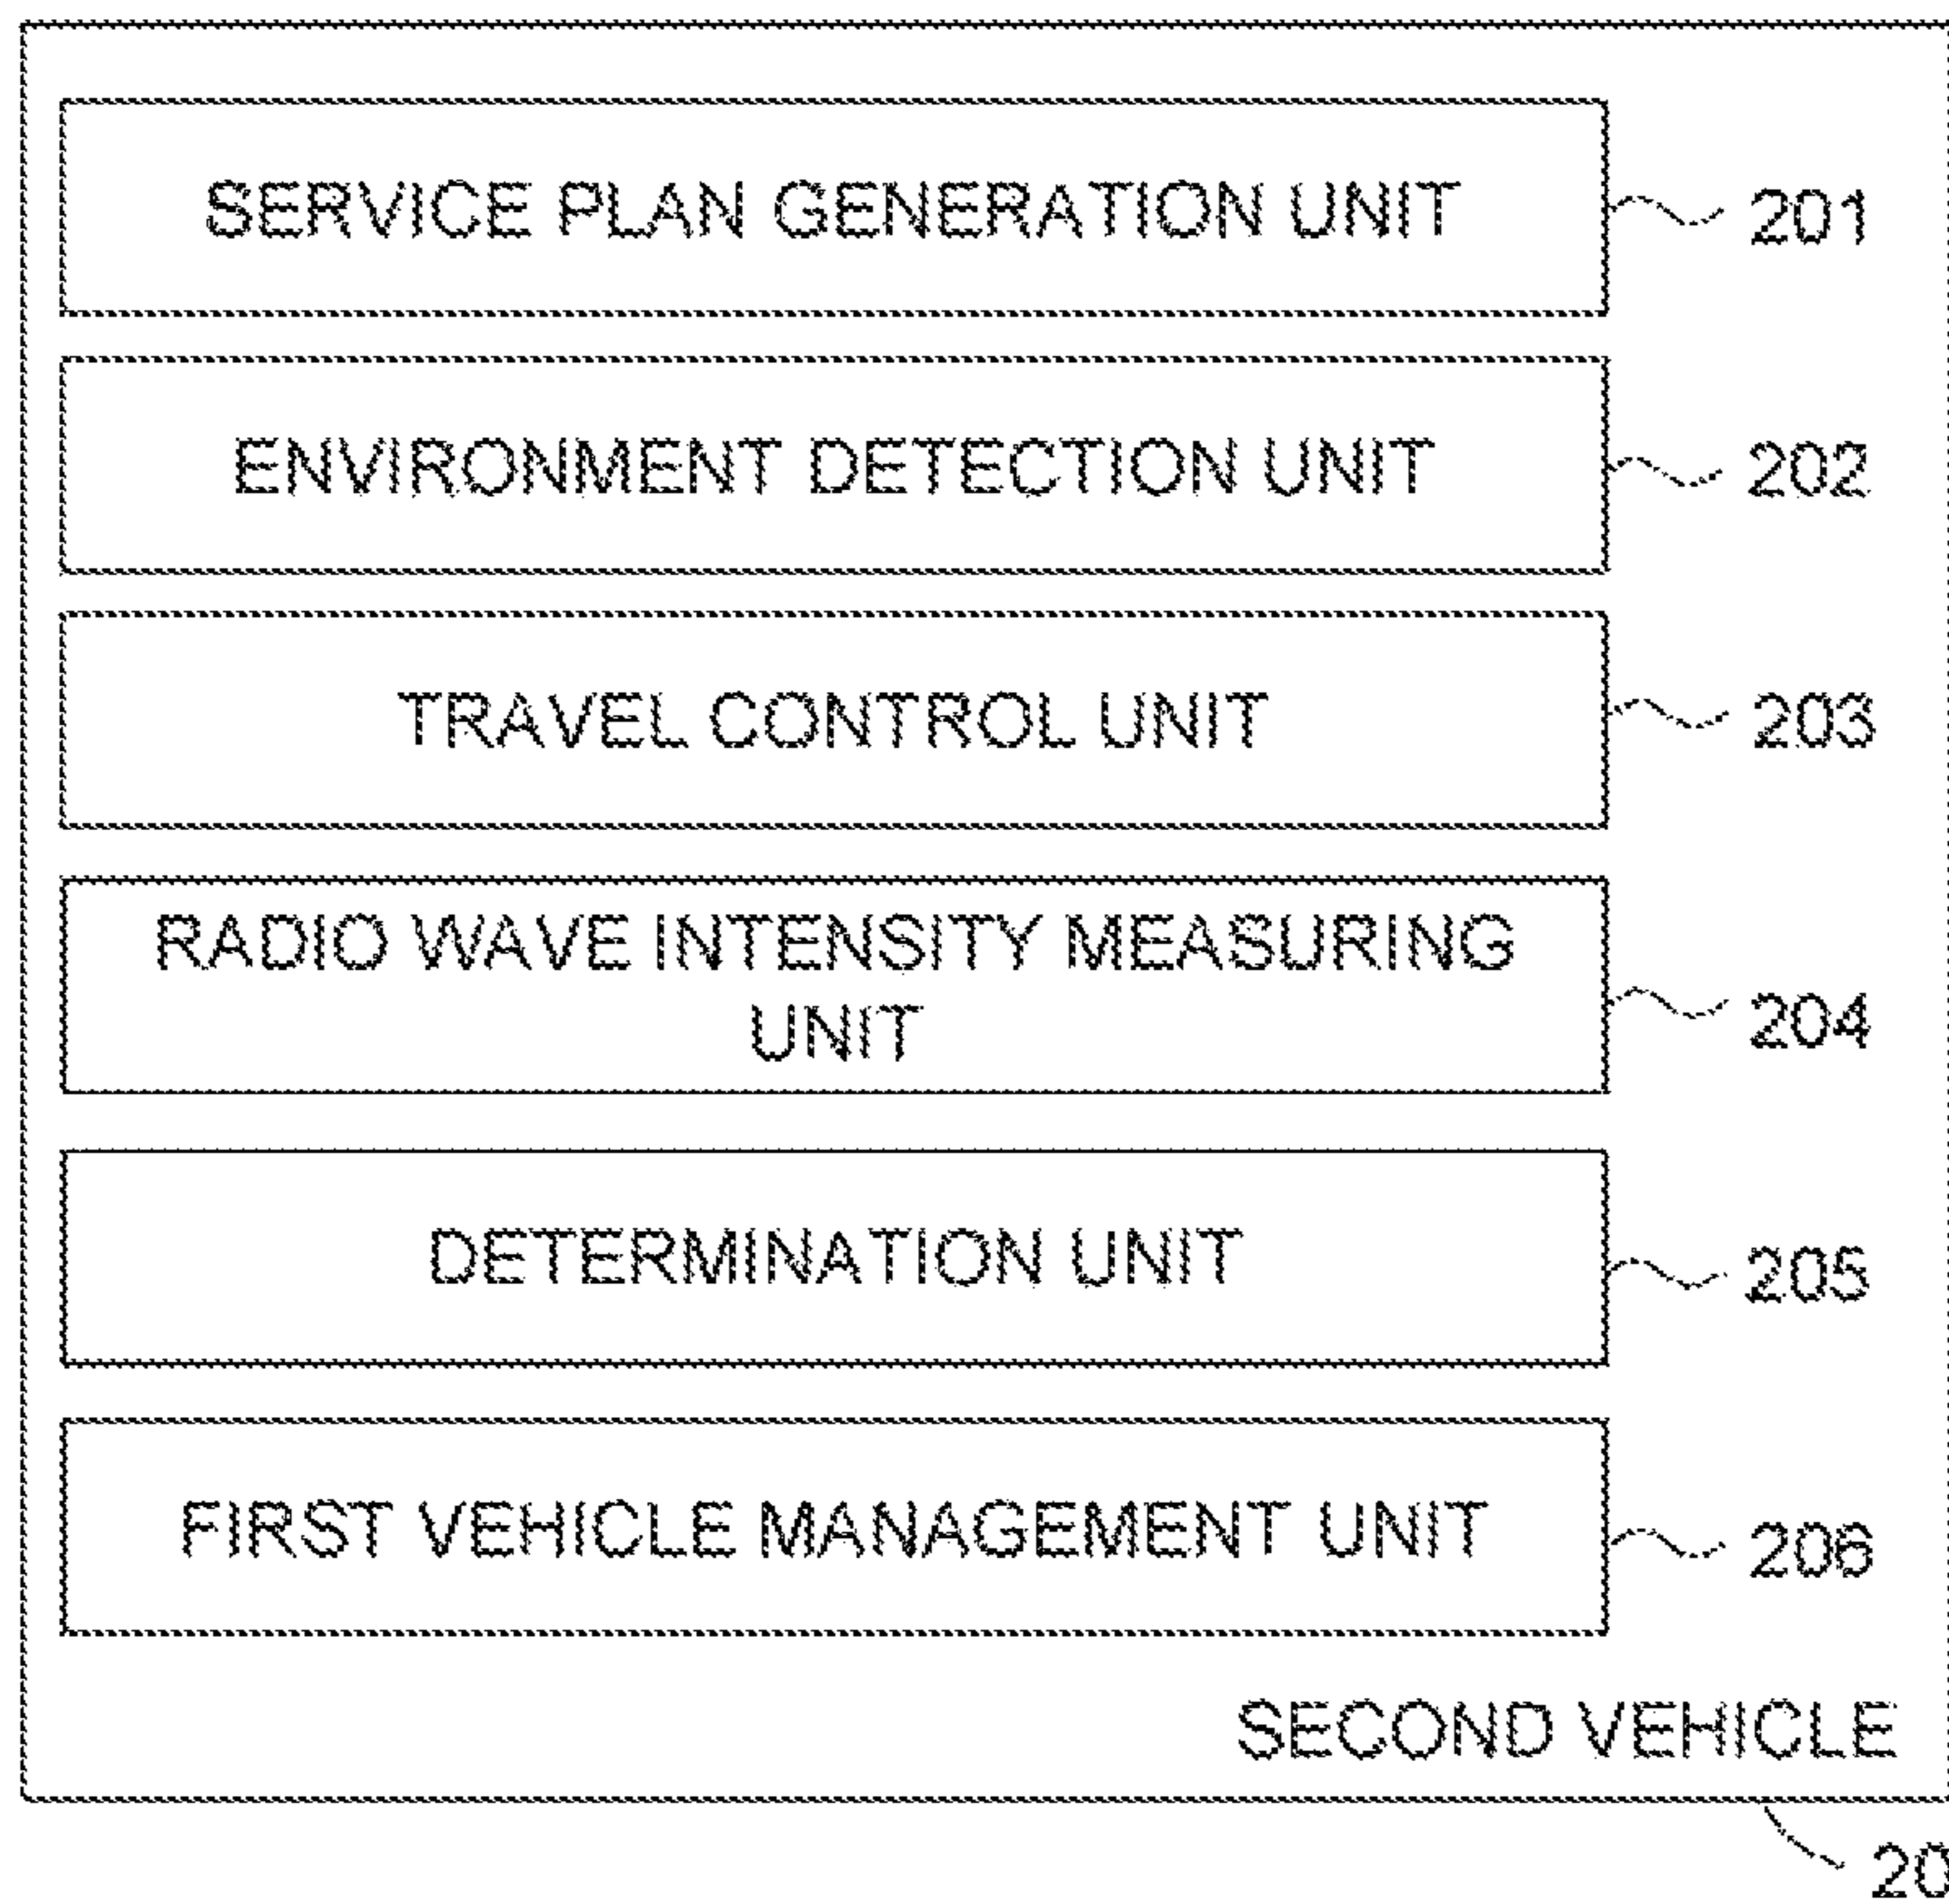 SERVICE PLAN GENERATION UNIT 201
ENVIRONMENT DETECTION UNIT 202
TRAVEL CONTROL UNIT 203
RADIO WAVE INTENSITY MEASURING
UNIT 204
DETERMINATION UNIT 205
FIRST VEHICLE MANAGEMENT UNIT 206
SECOND VEHICLE